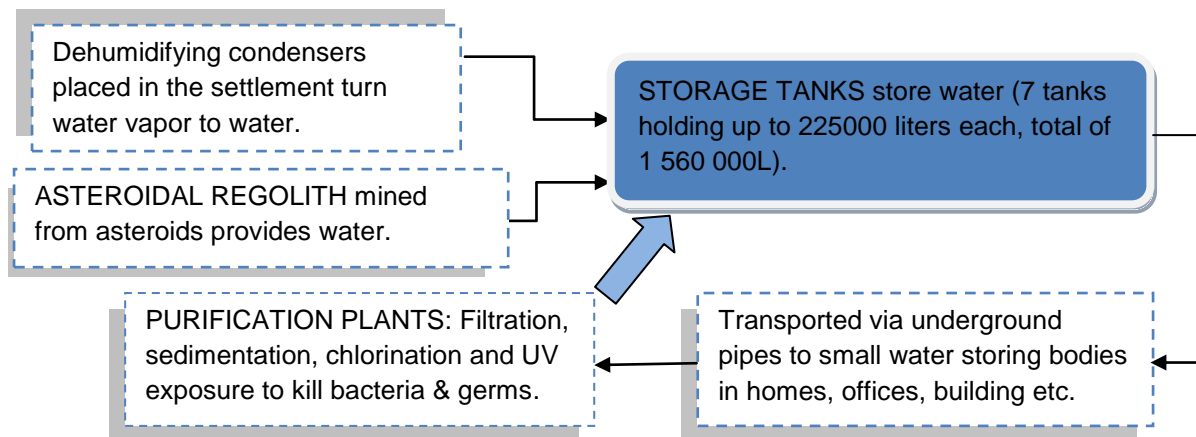 Dehumidifying condensers
placed in the settlement turn
water vapor to water.
STORAGE TANKS store water (7 tanks
holding up to 225000 liters each, total of
1 560 000L).
ASTEROIDAL REGOLITH mined
from asteroids provides water.
PURIFICATION PLANTS: Filtration,
sedimentation, chlorination and UV
exposure to kill bacteria & germs.
Transported via underground
pipes to small water storing bodies
in homes, offices, building etc.